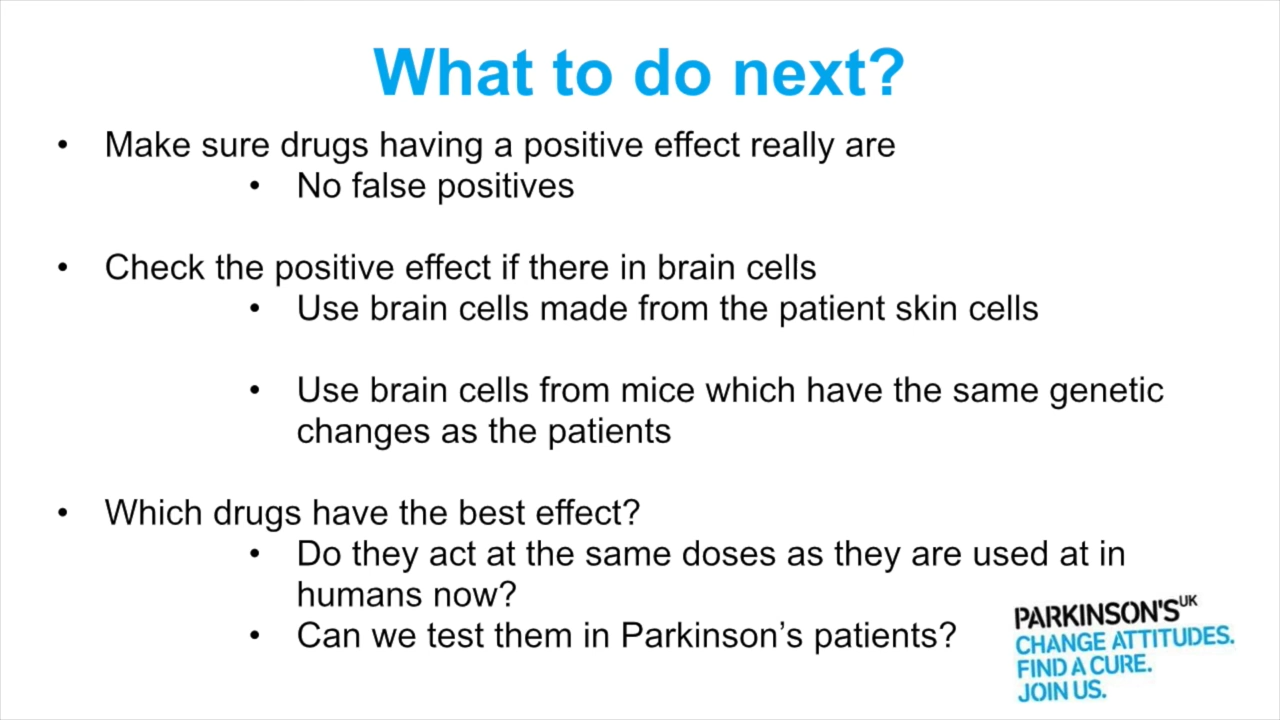 What to do next?
• Make sure drugs having a positive effect really are
• No false positives
• Check the positive effect if there in brain cells
• Use brain cells made from the patient skin cells
• Use brain cells from mice which have the same genetic
changes as the patients
• Which drugs have the best effect?
• Do they act at the same doses as they are used at in
humans now?
• Can we test them in Parkinson’s patients?
PARKINSON'S UK
CHANGE ATTITUDES.
FIND A CURE.
JOIN US.